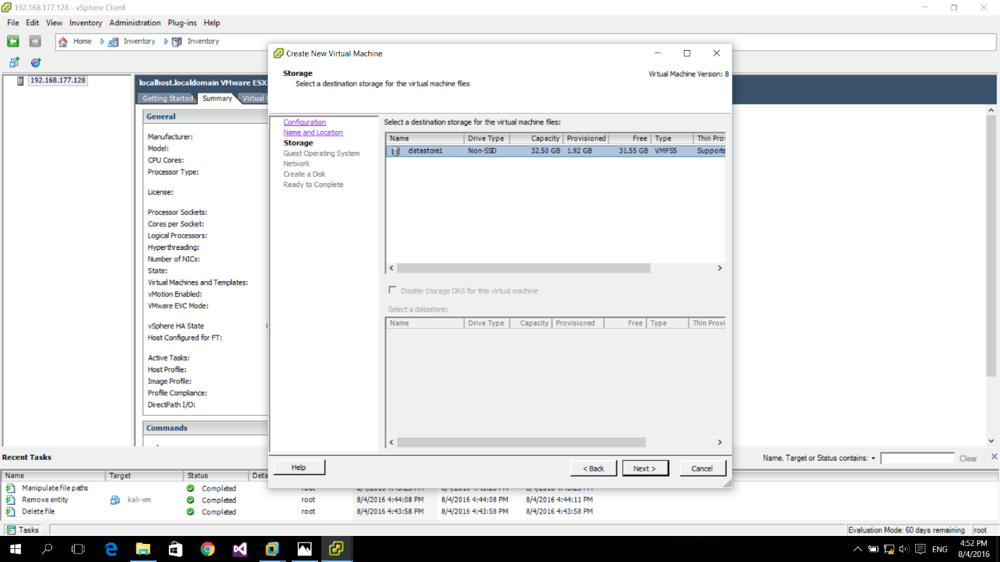 192.168.177.128 - vSphere Client
File Edit View Inventory Administration Plug-ins Help
Home Inventory Inventory
192.168.177.128
localhost.localdomain VMware ESX
Getting Started Summary Virtual
General
Manufacturer:
Model:
CPU Cores:
Processor Type:
License:
Processor Sockets:
Cores per Socket:
Logical Processors:
Hyperthreading:
Number of NICs:
State:
Virtual Machines and Templates:
vMotion Enabled:
VMware EVC Mode:
vSphere HA State
Host Configured for FT:
Active Tasks:
Host Profile:
Image Profile:
Profile Compliance:
DirectPath I/O:
Commands
Create New Virtual Machine
Storage
Select a destination storage for the virtual machine files
Virtual Machine Version: 8
Configuration
Name and Location
Storage
Guest Operating System
Network
Create a Disk
Ready to Complete
Select a destination storage for the virtual machine files:
Name Drive Type Capacity Provisioned Free Type Thin Prov
datastore1 Non-SSD 32.50 GB 1.92 GB 31.55 GB VMFS5 Supporte
Disable Storage DRS for this virtual machine
Select a datastore:
Name Drive Type Capacity Provisioned Free Type Thin Provi
Help < Back Next > Cancel
Recent Tasks
Name, Target or Status contains: Clear
Name Target Status Deta
Manipulate file paths Completed root 8/4/2016 4:43:23 PM
Remove entity kali-vm Completed root 8/4/2016 4:44:08 PM 8/4/2016 4:44:08 PM 8/4/2016 4:44:11 PM
Delete file Completed root 8/4/2016 4:43:58 PM 8/4/2016 4:43:58 PM 8/4/2016 4:43:58 PM
Tasks
Evaluation Mode: 60 days remaining root
ENG
4:52 PM
8/4/2016